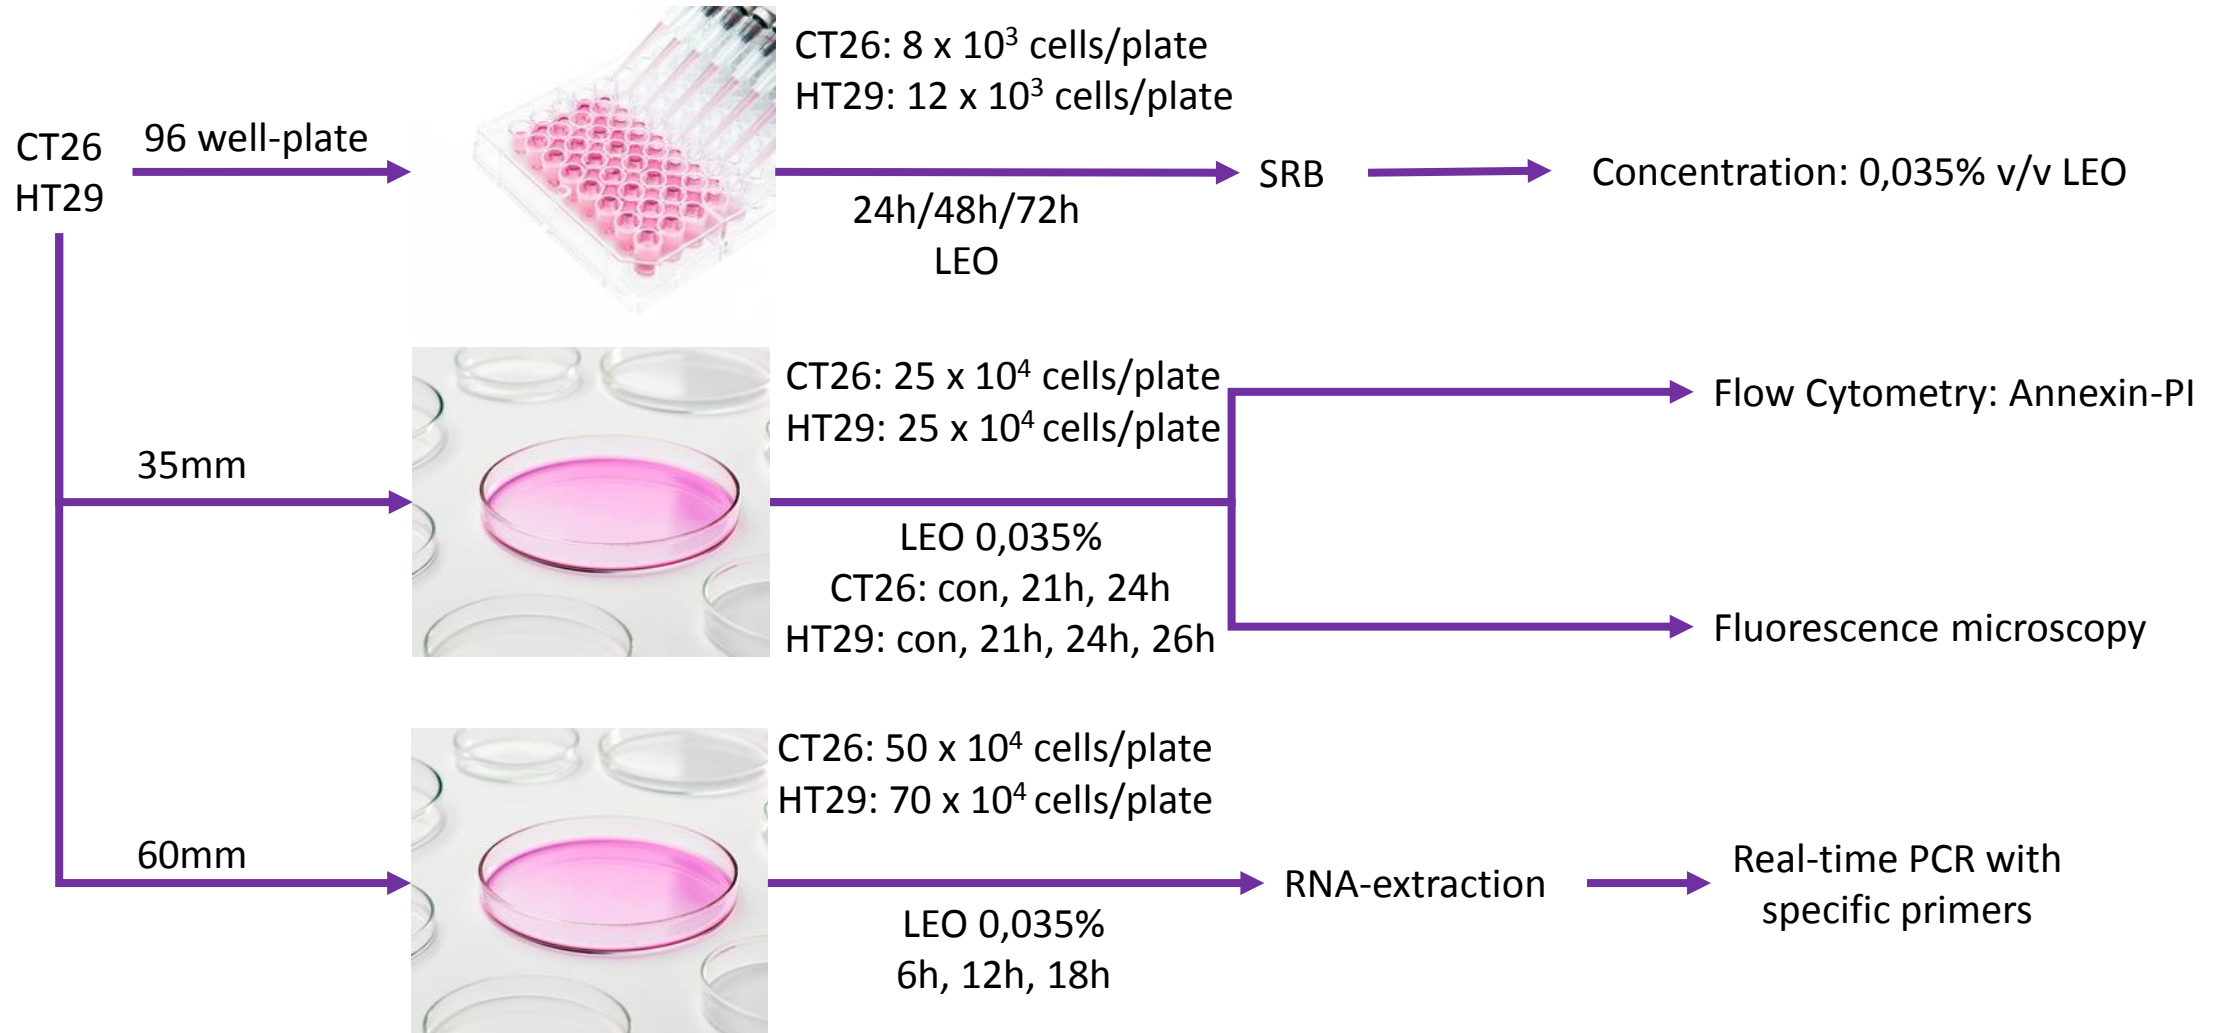 CT26
HT29
96 well-plate
CT26: 8 x 10³ cells/plate
HT29: 12 x 10³ cells/plate
24h/48h/72h
LEO
SRB
Concentration: 0,035% v/v LEO
35mm
CT26: 25 x 10⁴ cells/plate
HT29: 25 x 10⁴ cells/plate
LEO 0,035%
CT26: con, 21h, 24h
HT29: con, 21h, 24h, 26h
Flow Cytometry: Annexin-PI
Fluorescence microscopy
60mm
CT26: 50 x 10⁴ cells/plate
HT29: 70 x 10⁴ cells/plate
LEO 0,035%
6h, 12h, 18h
RNA-extraction
Real-time PCR with
specific primers